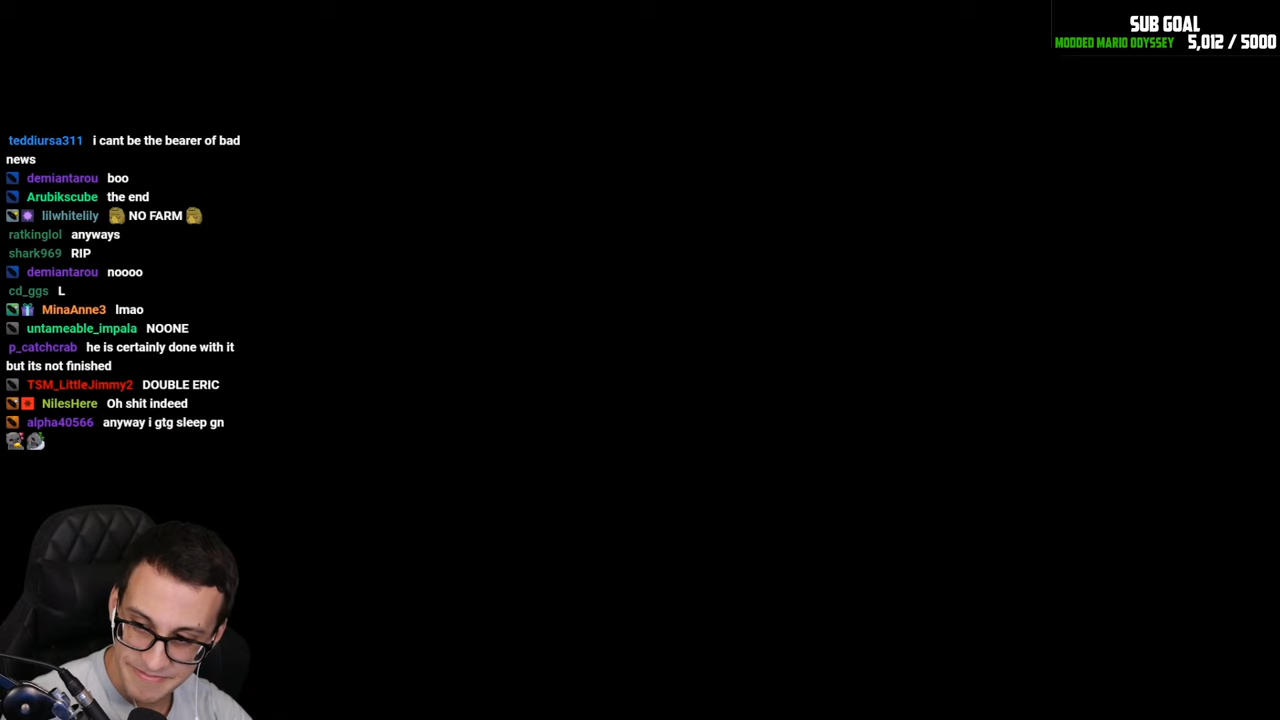 SUB GOAL
MODDED MARIO ODYSSEY 5,012 / 5000
teddiursa311 i cant be the bearer of bad
news
demiantarou boo
Arubikscube the end
lilwhitelily NO FARM
ratkinglol anyways
shark969 RIP
demiantarou noooo
cd_ggs L
MinaAnne3 lmao
untameable_impala NOONE
p_catchcrab he is certainly done with it
but its not finished
TSM_LittleJimmy2 DOUBLE ERIC
NilesHere Oh shit indeed
alpha40566 anyway i gtg sleep gn